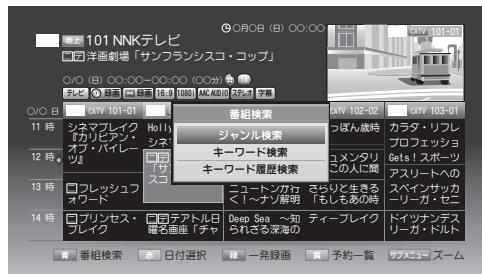 ○月○日(日) ○○:○○
CATV 101-01
地上 101 NNKテレビ
洋画劇場「サンフランシスコ・コップ」
○/○ (日) ○○:○○-○○:○○ (○○分)
テレビ 録画 録画 16:9 1080i MC AUDIO ステレオ 字幕
○/○ 日 CATV 101-01 CATV 102-02 CATV 103-01
番組検索
ジャンル検索
キーワード検索
キーワード履歴検索
11 時 シネマブレイク『カリビアン・オブ・パイレーツ』 Holly シネ っぽん歳時 カラダ・リフレ プロフェッショ
12 時 「サ スコ ュメンタリ この人に聞 Gets！スポーツ アスリートへの
13 時 フレッシュフォワード ニュートンが行く！〜ナゾ解明 さらりと生きる「もしもあの時 スペインサッカーリーガ・セニ
14 時 プリンセス・ブレイク テアトル日曜名画座「チャ Deep Sea 〜知られざる深海の ティーブレイク ドイツナンデスリーガ・ドルト
青 番組検索 赤 日付選択 緑 一発録画 黄 予約一覧 サブメニュー ズーム